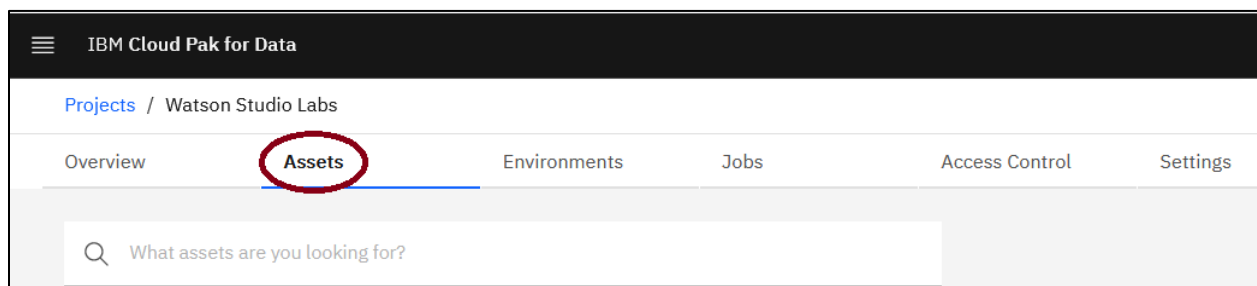 IBM Cloud Pak for Data
Projects / Watson Studio Labs
Overview Assets Environments Jobs Access Control Settings
What assets are you looking for?